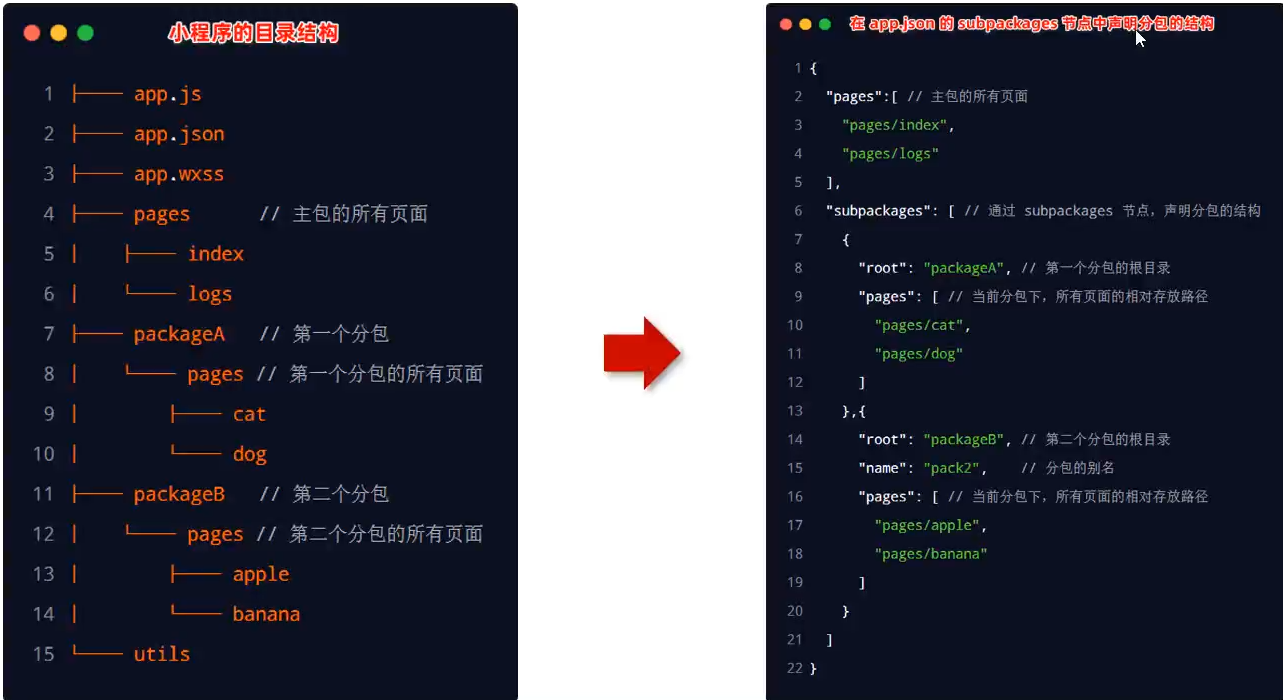 小程序的目录结构
1 ├── app.js
2 ├── app.json
3 ├── app.wxss
4 ├── pages // 主包的所有页面
5 │ ├── index
6 │ └── logs
7 ├── packageA // 第一个分包
8 │ └── pages // 第一个分包的所有页面
9 │ ├── cat
10 │ └── dog
11 ├── packageB // 第二个分包
12 │ └── pages // 第二个分包的所有页面
13 │ ├── apple
14 │ └── banana
15 └── utils
在 app.json 的 subpackages 节点中声明分包的结构
1 {
2 "pages":[ // 主包的所有页面
3 "pages/index",
4 "pages/logs"
5 ],
6 "subpackages": [ // 通过 subpackages 节点，声明分包的结构
7 {
8 "root": "packageA", // 第一个分包的根目录
9 "pages": [ // 当前分包下，所有页面的相对存放路径
10 "pages/cat",
11 "pages/dog"
12 ]
13 },{
14 "root": "packageB", // 第二个分包的根目录
15 "name": "pack2", // 分包的别名
16 "pages": [ // 当前分包下，所有页面的相对存放路径
17 "pages/apple",
18 "pages/banana"
19 ]
20 }
21 ]
22 }